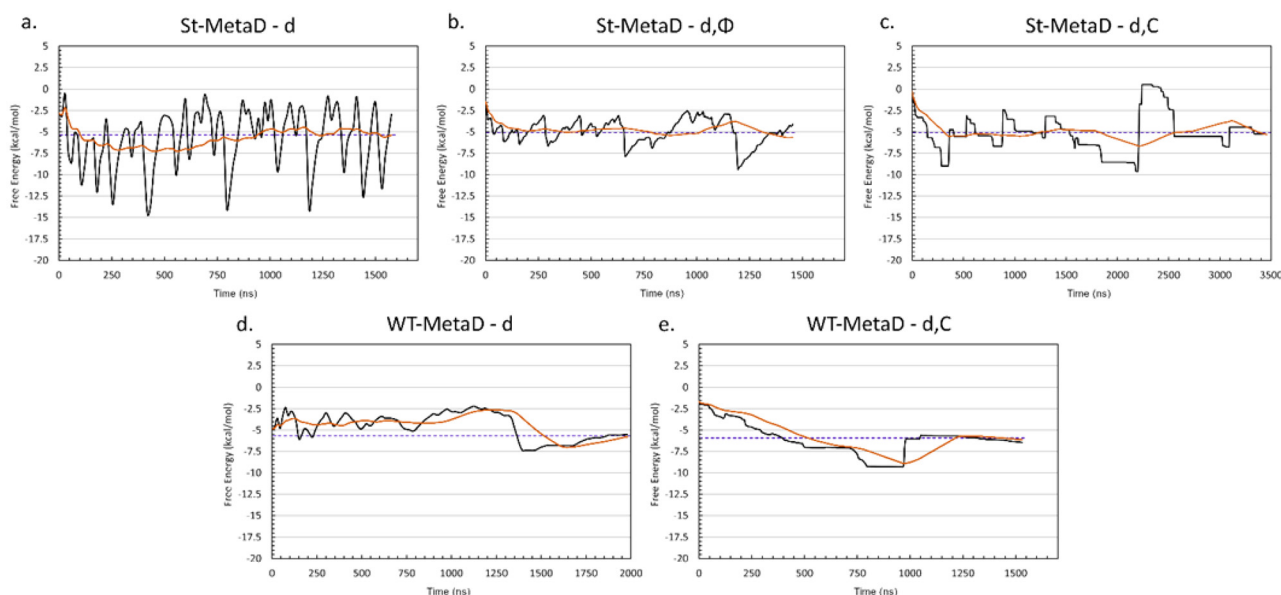 a. St-MetaD - d
b. St-MetaD - d,Φ
c. St-MetaD - d,C
Free Energy (kcal/mol)
5
2.5
0
-2.5
-5
-7.5
-10
-12.5
-15
-17.5
-20
0 250 500 750 1000 1250 1500
Time (ns)
Free Energy (kcal/mol)
5
2.5
0
-2.5
-5
-7.5
-10
-12.5
-15
-17.5
-20
0 250 500 750 1000 1250 1500
Time (ns)
Free Energy (kcal/mol)
5
2.5
0
-2.5
-5
-7.5
-10
-12.5
-15
-17.5
-20
0 500 1000 1500 2000 2500 3000 3500
Time (ns)
d. WT-MetaD - d
e. WT-MetaD - d,C
Free Energy (kcal/mol)
5
2.5
0
-2.5
-5
-7.5
-10
-12.5
-15
-17.5
-20
0 250 500 750 1000 1250 1500 1750 2000
Time (ns)
Free Energy (kcal/mol)
5
2.5
0
-2.5
-5
-7.5
-10
-12.5
-15
-17.5
-20
0 250 500 750 1000 1250 1500
Time (ns)